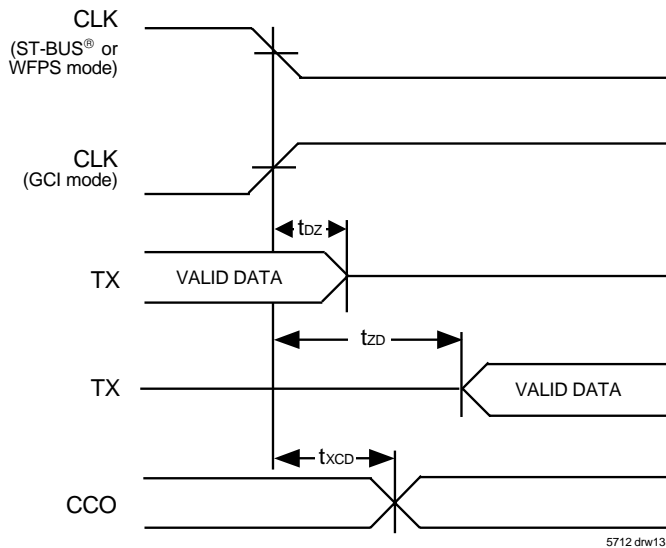 CLK
(ST-BUS® or
WFPS mode)
CLK
(GCI mode)
tDZ
TX VALID DATA
tZD
TX VALID DATA
tXCD
CCO
5712 drw13